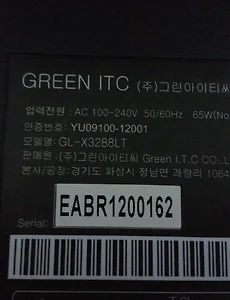 GREEN ITC (주)그린아이티씨
입력전원 : AC 100-240V 50/60Hz 65W(No
인증번호: YU09100-12001
모델명: GL-X3288LT
판매원 : (주)그린아이티씨 Green I.T.C CO.,L
본사/공장: 경기도 화성시 정남면 괘랑리 1064
Serial: EABR1200162